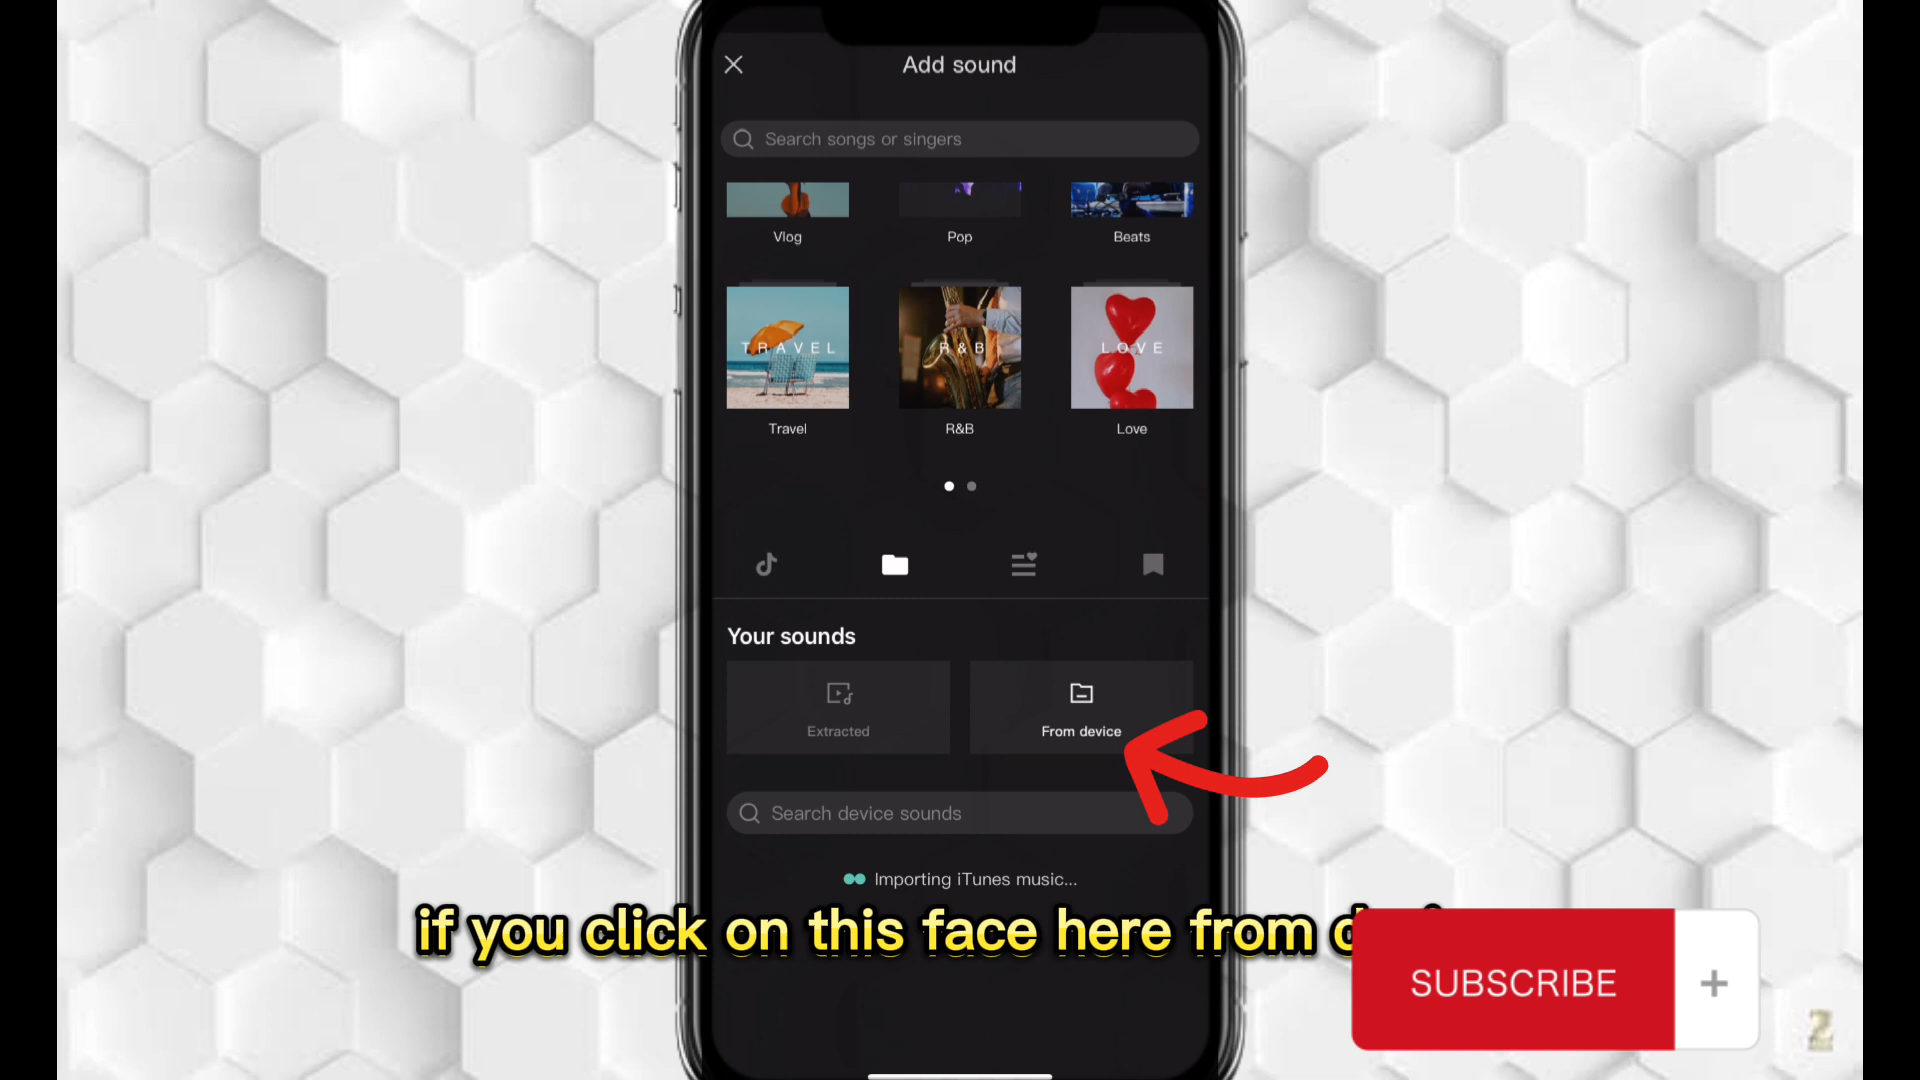 Add sound
Search songs or singers
Vlog
Pop
Beats
TRAVEL
R&B
LOVE
Travel
R&B
Love
Your sounds
Extracted
From device
Search device sounds
Importing iTunes music...
if you click on this face here from
SUBSCRIBE +
2